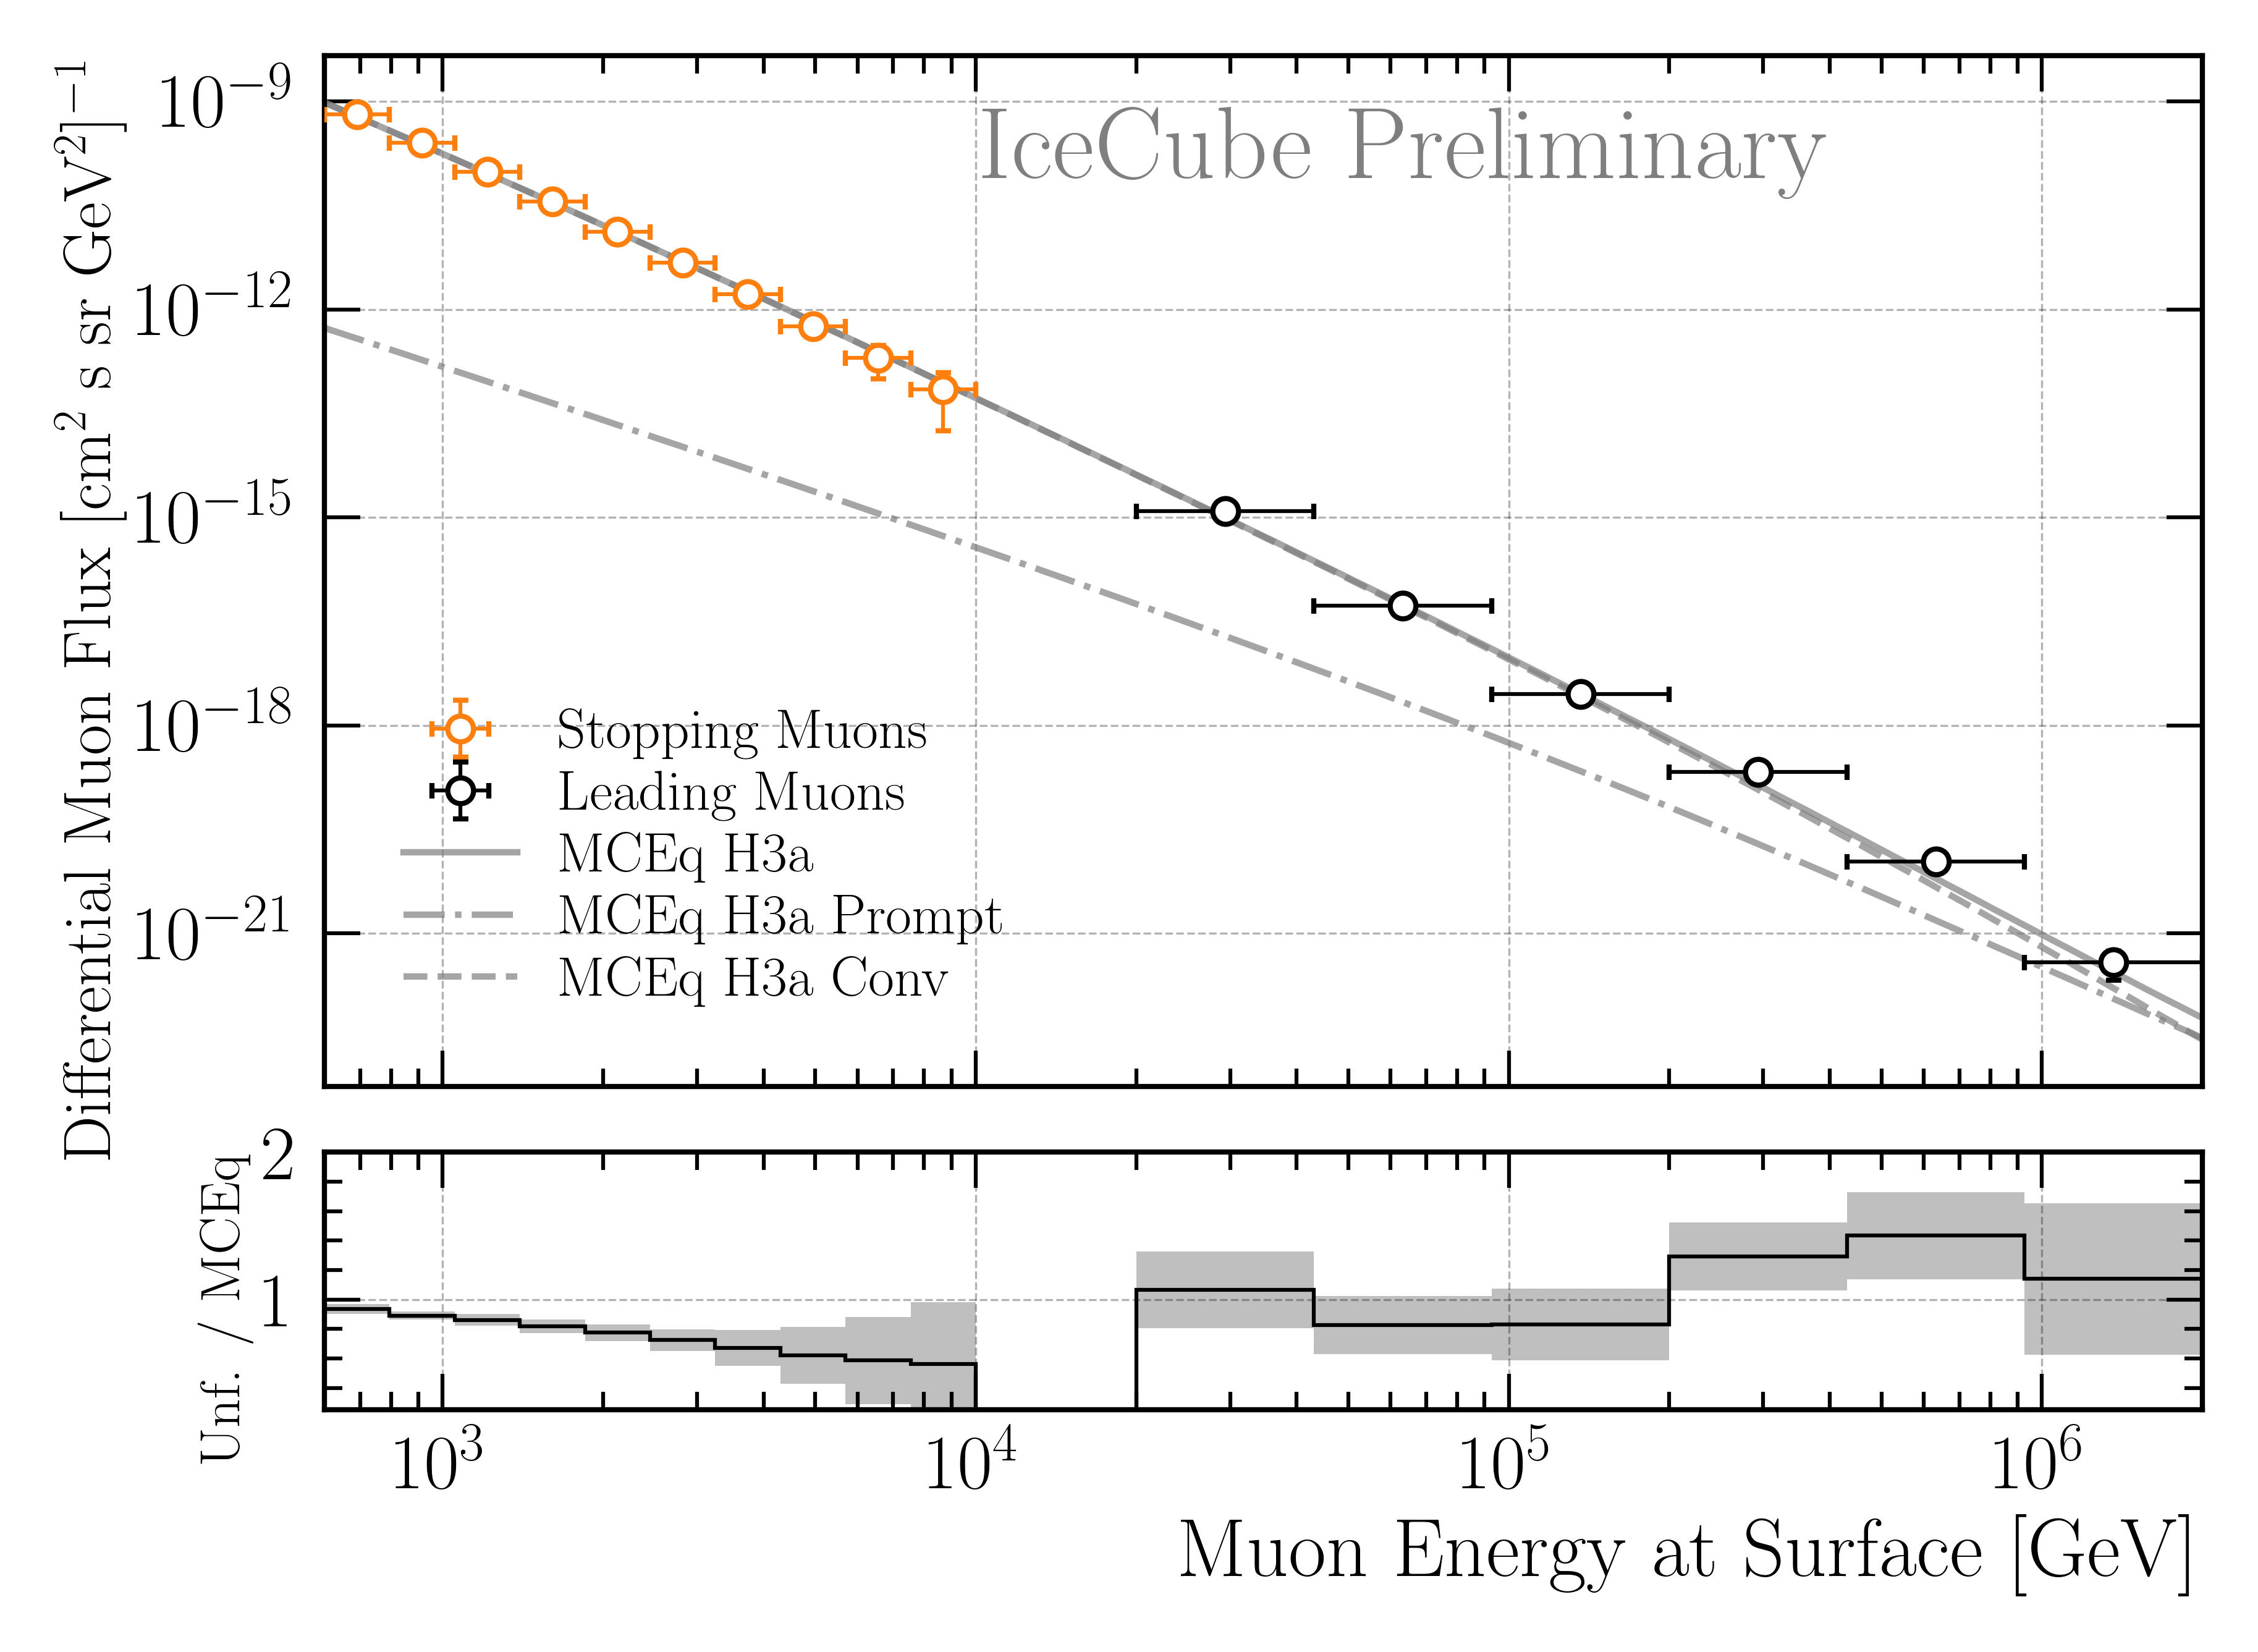 IceCube Preliminary
Differential Muon Flux [cm² s sr GeV²]⁻¹
10⁻⁹
10⁻¹²
10⁻¹⁵
10⁻¹⁸
10⁻²¹
Stopping Muons
Leading Muons
MCEq H3a
MCEq H3a Prompt
MCEq H3a Conv
Unf. / MCEq
2
1
10³ 10⁴ 10⁵ 10⁶
Muon Energy at Surface [GeV]